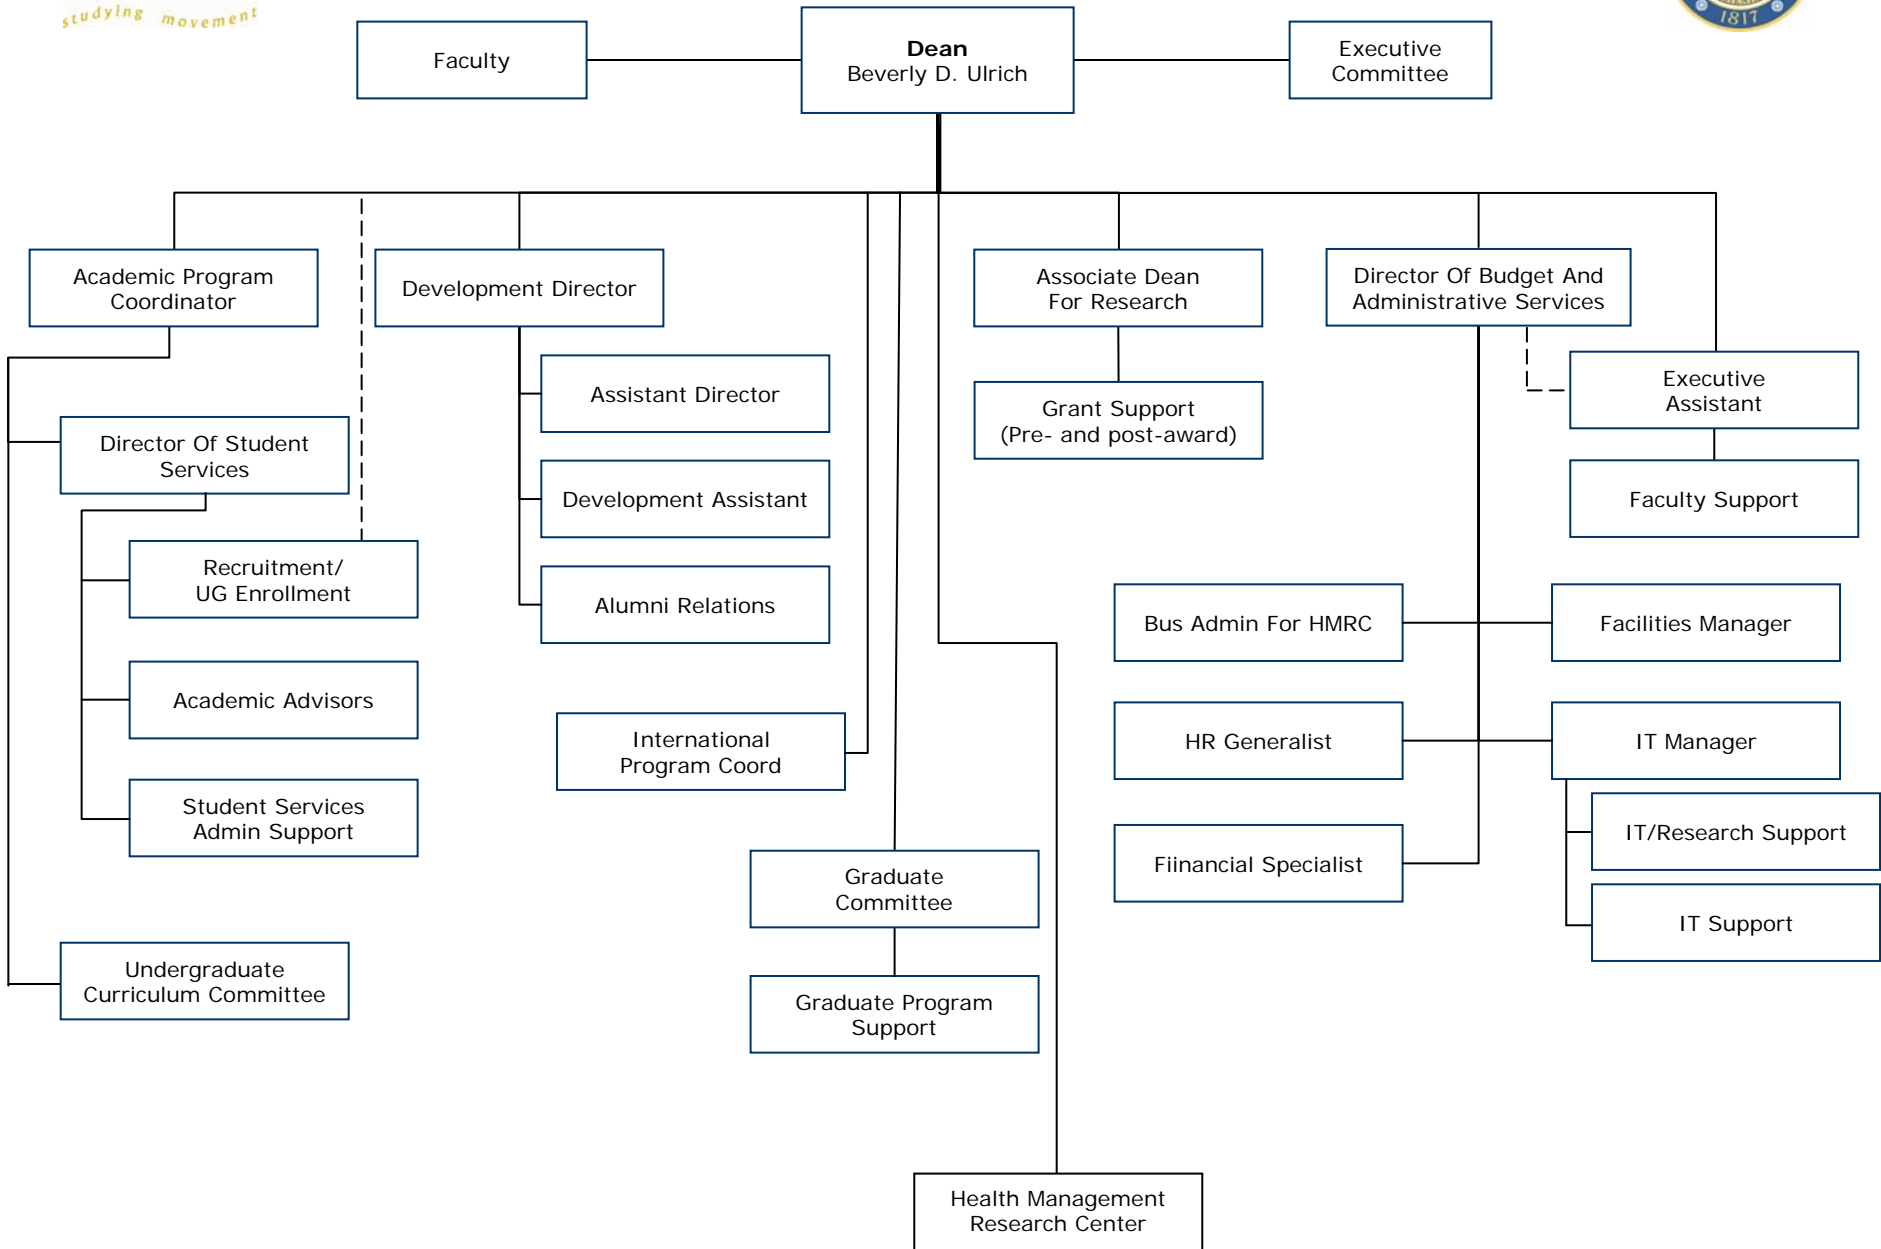 studying movement
1817
Faculty
Dean
Beverly D. Ulrich
Executive
Committee
Academic Program
Coordinator
Development Director
Associate Dean
For Research
Director Of Budget And
Administrative Services
Assistant Director
Executive
Assistant
Grant Support
(Pre- and post-award)
Director Of Student
Services
Development Assistant
Faculty Support
Recruitment/
UG Enrollment
Alumni Relations
Bus Admin For HMRC
Facilities Manager
Academic Advisors
International
Program Coord
HR Generalist
IT Manager
Student Services
Admin Support
IT/Research Support
Graduate
Committee
Fiinancial Specialist
IT Support
Undergraduate
Curriculum Committee
Graduate Program
Support
Health Management
Research Center